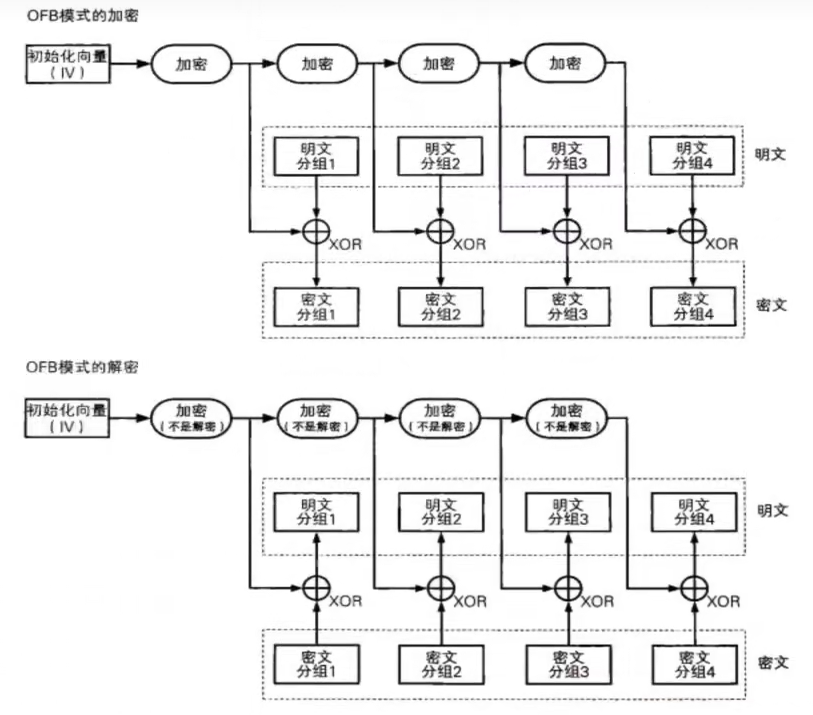 OFB模式的加密
初始化向量
(IV)
加密
加密
加密
加密
明文
分组1
明文
分组2
明文
分组3
明文
分组4
明文
XOR
XOR
XOR
XOR
密文
分组1
密文
分组2
密文
分组3
密文
分组4
密文
OFB模式的解密
初始化向量
(IV)
加密
(不是解密)
加密
(不是解密)
加密
(不是解密)
加密
(不是解密)
明文
分组1
明文
分组2
明文
分组3
明文
分组4
明文
XOR
XOR
XOR
XOR
密文
分组1
密文
分组2
密文
分组3
密文
分组4
密文